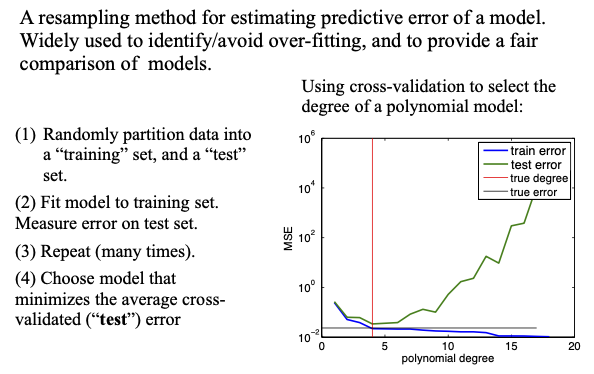 A resampling method for estimating predictive error of a model.
Widely used to identify/avoid over-fitting, and to provide a fair
comparison of  models.
Using cross-validation to select the
degree of a polynomial model:
(1)  Randomly partition data into
a “training” set, and a “test”
set.
(2) Fit model to training set.
Measure error on test set.
(3) Repeat (many times).
(4) Choose model that
minimizes the average cross-
validated (“test”) error
10^6
10^4
10^2
10^0
10^-2
MSE
train error
test error
true degree
true error
0 5 10 15 20
polynomial degree